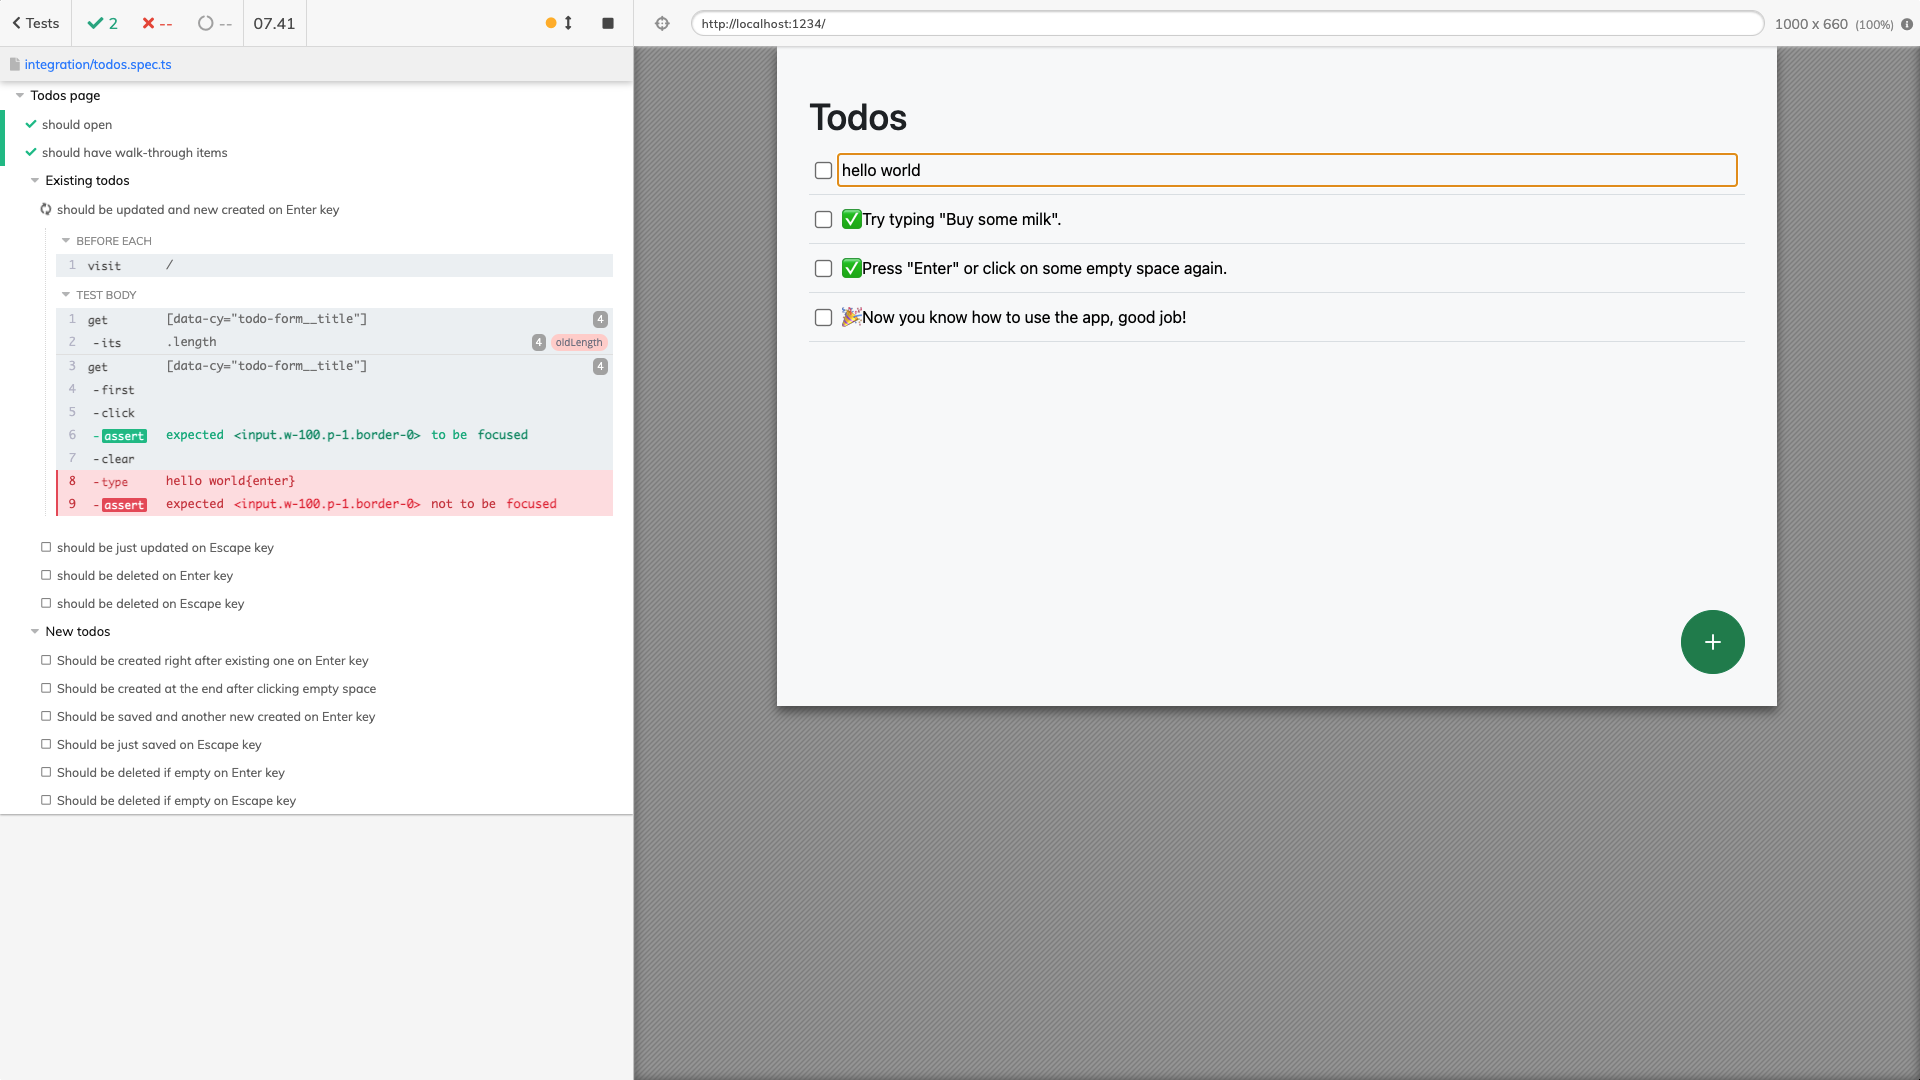 Tests
2
--
--
07.41
http://localhost:1234/
1000 x 660 (100%)
integration/todos.spec.ts
Todos page
should open
should have walk-through items
Existing todos
should be updated and new created on Enter key
BEFORE EACH
1 visit /
TEST BODY
1 get [data-cy="todo-form__title"] 4
2 -its .length 4 oldLength
3 get [data-cy="todo-form__title"] 4
4 -first
5 -click
6 -assert expected <input.w-100.p-1.border-0> to be focused
7 -clear
8 -type hello world{enter}
9 -assert expected <input.w-100.p-1.border-0> not to be focused
should be just updated on Escape key
should be deleted on Enter key
should be deleted on Escape key
New todos
Should be created right after existing one on Enter key
Should be created at the end after clicking empty space
Should be saved and another new created on Enter key
Should be just saved on Escape key
Should be deleted if empty on Enter key
Should be deleted if empty on Escape key
Todos
hello world
✅Try typing "Buy some milk".
✅Press "Enter" or click on some empty space again.
🎉Now you know how to use the app, good job!
+